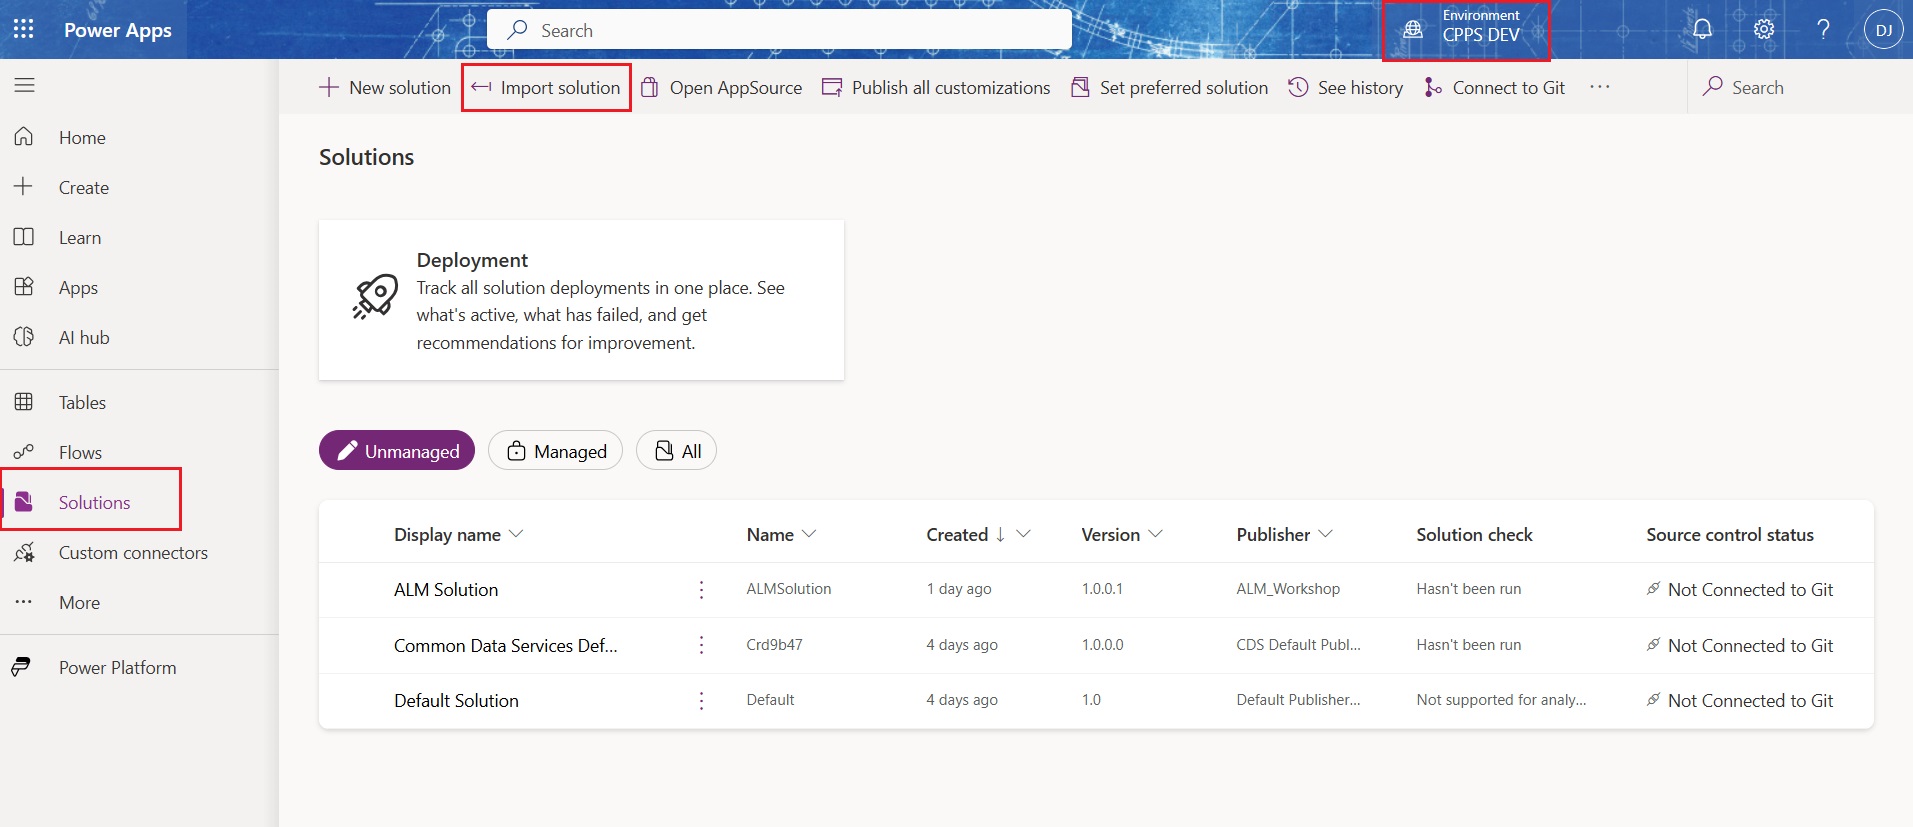 Power Apps
Search
Environment
CPPS DEV
?
DJ
New solution
Import solution
Open AppSource
Publish all customizations
Set preferred solution
See history
Connect to Git
Search
Home
Create
Learn
Apps
AI hub
Tables
Flows
Solutions
Custom connectors
More
Power Platform
Solutions
Deployment
Track all solution deployments in one place. See
what's active, what has failed, and get
recommendations for improvement.
Unmanaged
Managed
All
Display name Name Created Version Publisher Solution check Source control status
ALM Solution ALMSolution 1 day ago 1.0.0.1 ALM_Workshop Hasn't been run Not Connected to Git
Common Data Services Def... Crd9b47 4 days ago 1.0.0.0 CDS Default Publ... Hasn't been run Not Connected to Git
Default Solution Default 4 days ago 1.0 Default Publisher... Not supported for analy... Not Connected to Git